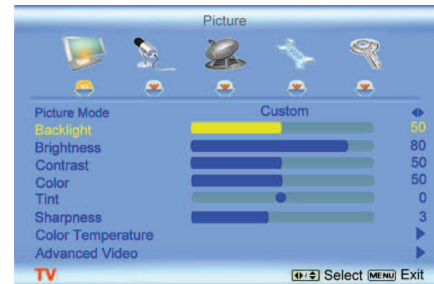 Picture
Picture Mode Custom
Backlight 50
Brightness 80
Contrast 50
Color 50
Tint 0
Sharpness 3
Color Temperature
Advanced Video
TV Select MENU Exit